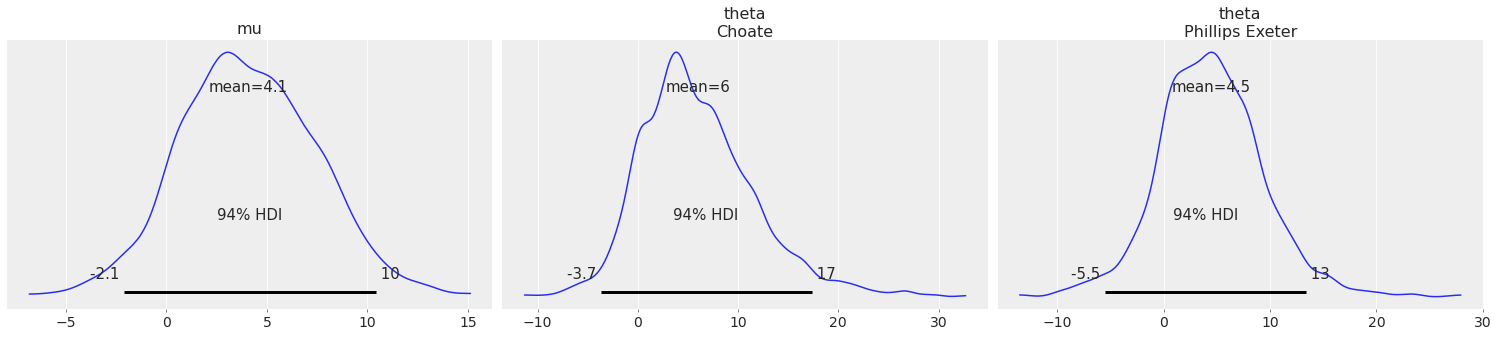 mu
mean=4.1
94% HDI
-2.1
10
−5
0
5
10
15
theta
Choate
mean=6
94% HDI
-3.7
17
−10
0
10
20
30
theta
Phillips Exeter
mean=4.5
94% HDI
-5.5
13
−10
0
10
20
30